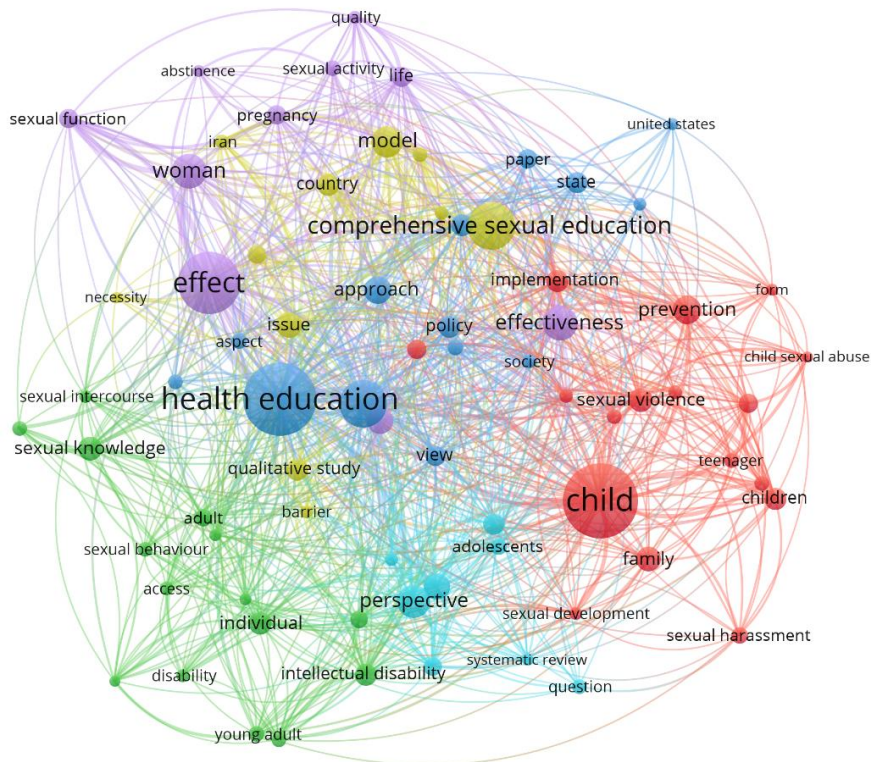 quality
abstinence
sexual activity
life
sexual function
pregnancy
united states
iran
model
woman
paper
country
state
comprehensive sexual education
effect
approach
implementation
form
necessity
issue
policy
effectiveness
prevention
aspect
society
child sexual abuse
sexual intercourse
health education
sexual violence
sexual knowledge
qualitative study
view
teenager
child
children
barrier
adult
adolescents
sexual behaviour
family
access
perspective
individual
sexual development
sexual harassment
disability
intellectual disability
systematic review
question
young adult